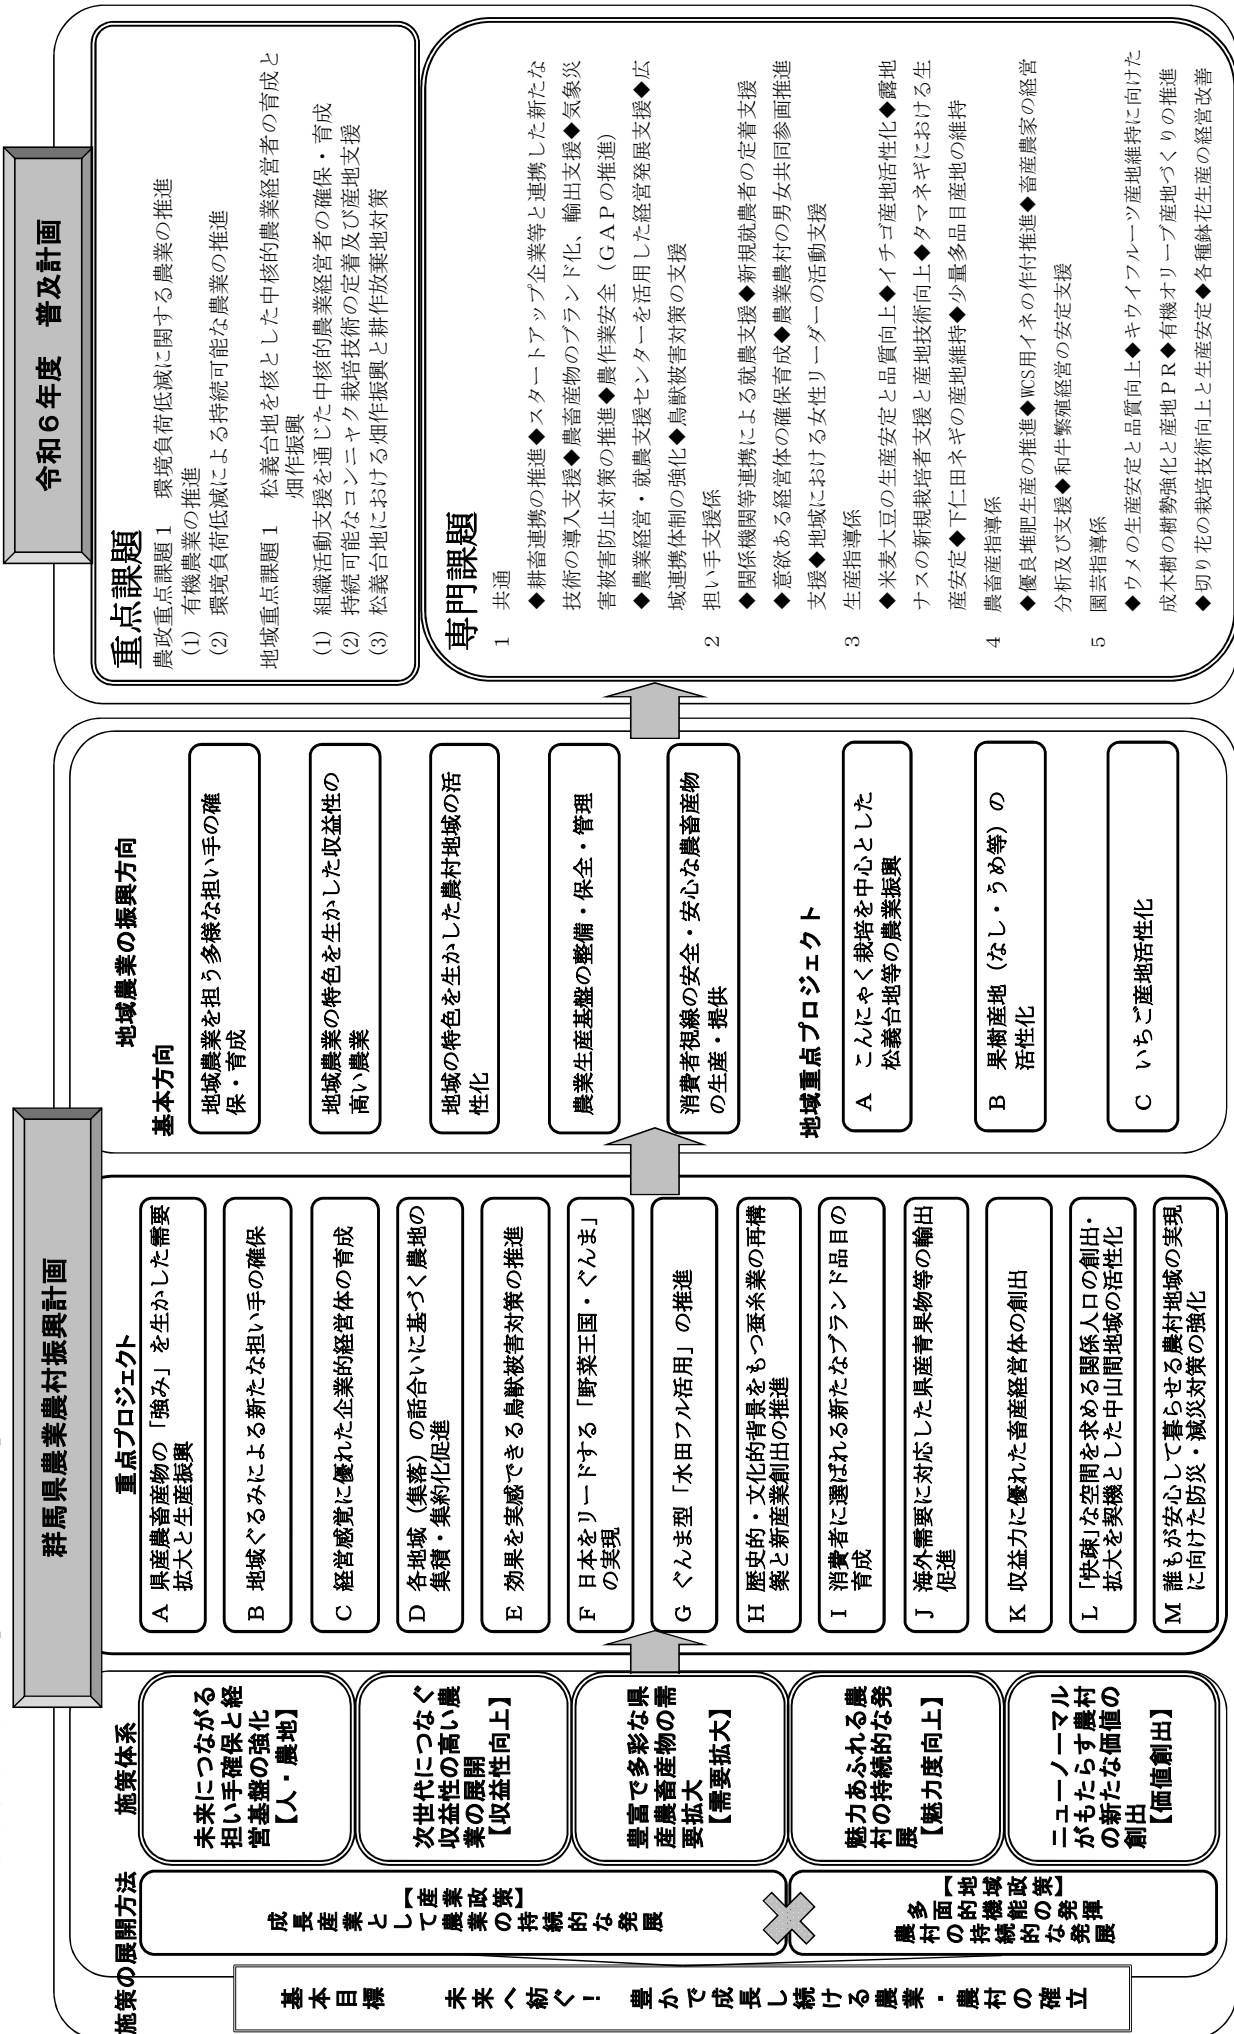 群馬県農業農村振興計画
令和６年度　普及計画
施策の展開方法
基本目標　未来へ紡ぐ！　豊かで成長し続ける農業・農村の確立
【産業政策】
成長産業として農業の持続的な発展
【地域政策】
多面的機能の発揮
農村の持続的な発展
施策体系
未来につながる
担い手確保と経
営基盤の強化
【人・農地】
次世代につなぐ
収益性の高い農
業の展開
【収益性向上】
豊富で多彩な県
産農畜産物の需
要拡大
【需要拡大】
魅力あふれる農
村の持続的な発
展【魅力度向上】
ニューノーマル
がもたらす農村
の新たな価値の
創出
【価値創出】
重点プロジェクト
A　県産農畜産物の「強み」を生かした需要
拡大と生産振興
B　地域ぐるみによる新たな担い手の確保
C　経営感覚に優れた企業的経営体の育成
D　各地域（集落）の話合いに基づく農地の
集積・集約化促進
E　効果を実感できる鳥獣被害対策の推進
F　日本をリードする「野菜王国・ぐんま」
の実現
G　ぐんま型「水田フル活用」の推進
H　歴史的・文化的背景をもつ蚕糸業の再構
築と新産業創出の推進
I　消費者に選ばれる新たなブランド品目の
育成
J　海外需要に対応した県産青果物等の輸出
促進
K　収益力に優れた畜産経営体の創出
L　「快疎」な空間を求める関係人口の創出・
拡大を契機とした中山間地域の活性化
M　誰もが安心して暮らせる農村地域の実現
に向けた防災・減災対策の強化
地域農業の振興方向
基本方向
地域農業を担う多様な担い手の確
保・育成
地域農業の特色を生かした収益性の
高い農業
地域の特色を生かした農村地域の活
性化
農業生産基盤の整備・保全・管理
消費者視線の安全・安心な農畜産物
の生産・提供
地域重点プロジェクト
A　こんにゃく栽培を中心とした
松義台地等の農業振興
B　果樹産地（なし・うめ等）の
活性化
C　いちご産地活性化
重点課題
農政重点課題１　環境負荷低減に関する農業の推進
(1) 有機農業の推進
(2) 環境負荷低減による持続可能な農業の推進
地域重点課題１　松義台地を核とした中核的農業経営者の育成と
畑作振興
(1) 組織活動支援を通じた中核的農業経営者の確保・育成
(2) 持続可能なコンニャク栽培技術の定着及び産地支援
(3) 松義台地における畑作振興と耕作放棄地対策
専門課題
1　共通
◆耕畜連携の推進◆スタートアップ企業等と連携した新たな
技術の導入支援◆農畜産物のブランド化、輸出支援◆気象災
害被害防止対策の推進◆農作業安全（ＧＡＰの推進）
◆農業経営・就農支援センターを活用した経営発展支援◆広
域連携体制の強化◆鳥獣被害対策の支援
2　担い手支援係
◆関係機関等連携による就農支援◆新規就農者の定着支援
◆意欲ある経営体の確保育成◆農業農村の男女共同参画推進
支援◆地域における女性リーダーの活動支援
3　生産指導係
◆米麦大豆の生産安定と品質向上◆イチゴ産地活性化◆露地
ナスの新規栽培者支援と産地技術向上◆タマネギにおける生
産安定◆下仁田ネギの産地維持◆少量多品目産地の維持
4　農畜産指導係
◆優良堆肥生産の推進◆WCS用イネの作付推進◆畜産農家の経営
分析及び支援◆和牛繁殖経営の安定支援
5　園芸指導係
◆ウメの生産安定と品質向上◆キウイフルーツ産地維持に向けた
成木樹の樹勢強化と産地ＰＲ◆有機オリーブ産地づくりの推進
◆切り花の栽培技術向上と生産安定◆各種鉢花生産の経営改善